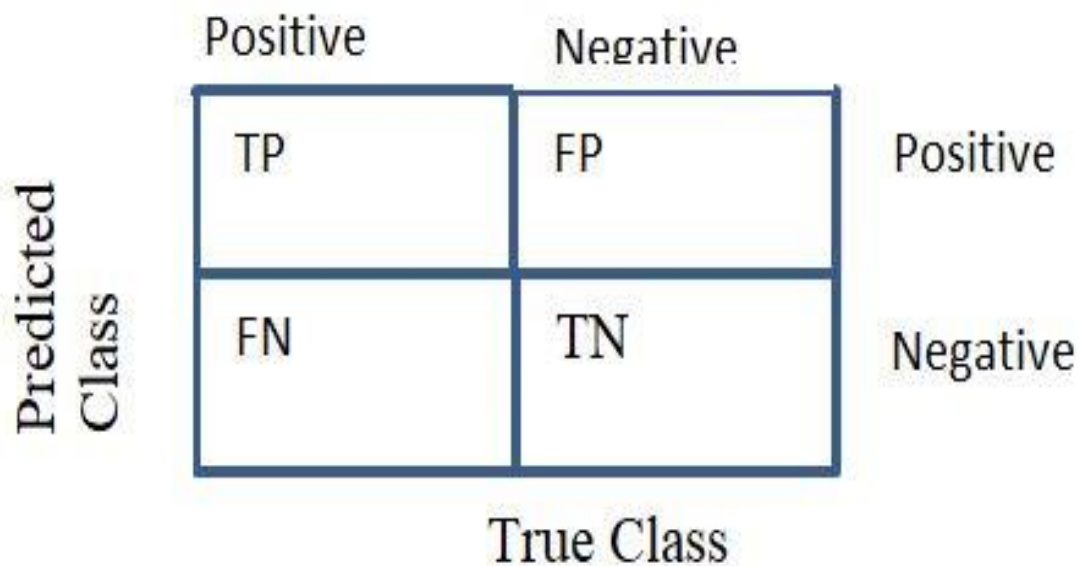 Positive Negative
TP FP Positive
Predicted
Class
FN TN Negative
True Class